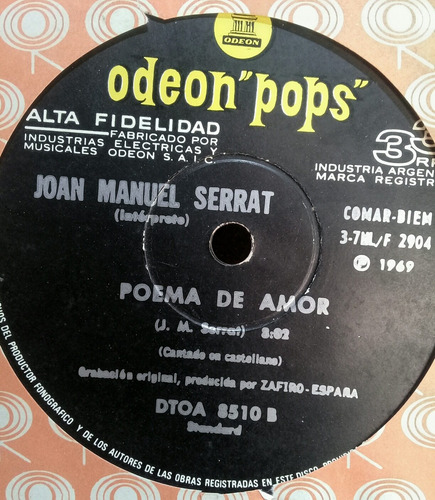 ODEON
odeon "pops"
ALTA FIDELIDAD
FABRICADO POR
INDUSTRIAS ELECTRICAS Y
MUSICALES ODEON S.A.I.C.
33
INDUSTRIA ARGEN
MARCA REGISTR
JOAN MANUEL SERRAT
(Intérprete)
COMAR-BIEM
3-7ML/F 2904
℗ 1969
POEMA DE AMOR
(J. M. Serrat) 3:02
(Cantado en castellano)
Grabación original, producida por ZAFIRO-ESPAÑA
DTOA 8510 B
Standard
DEL PRODUCTOR FONOGRAFICO Y DE LOS AUTORES DE LAS OBRAS REGISTRADAS EN ESTE DISCO.